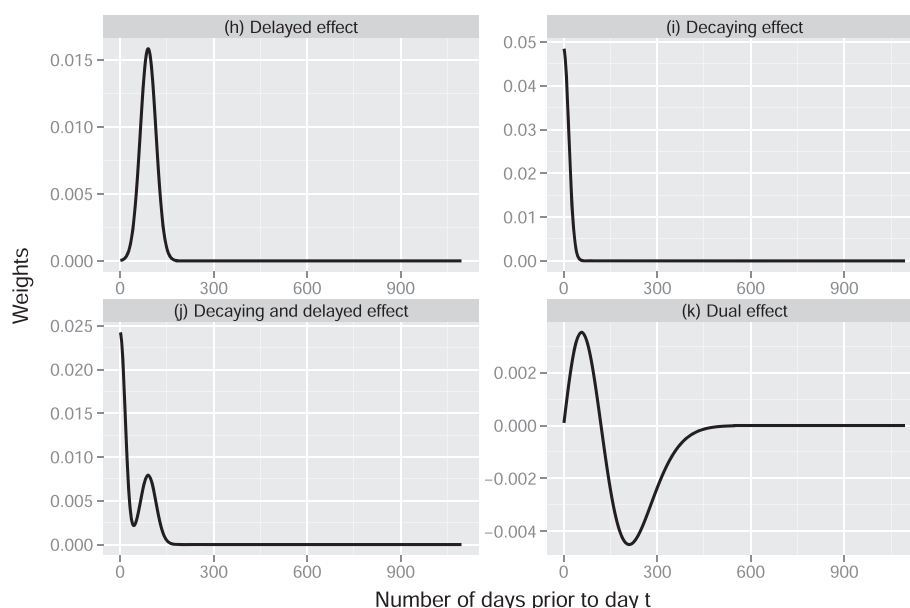 (h) Delayed effect
(i) Decaying effect
0.015
0.010
0.005
0.000
0.05
0.04
0.03
0.02
0.01
0.00
0 300 600 900
0 300 600 900
Weights
(j) Decaying and delayed effect
(k) Dual effect
0.025
0.020
0.015
0.010
0.005
0.000
0.002
0.000
−0.002
−0.004
0 300 600 900
0 300 600 900
Number of days prior to day t